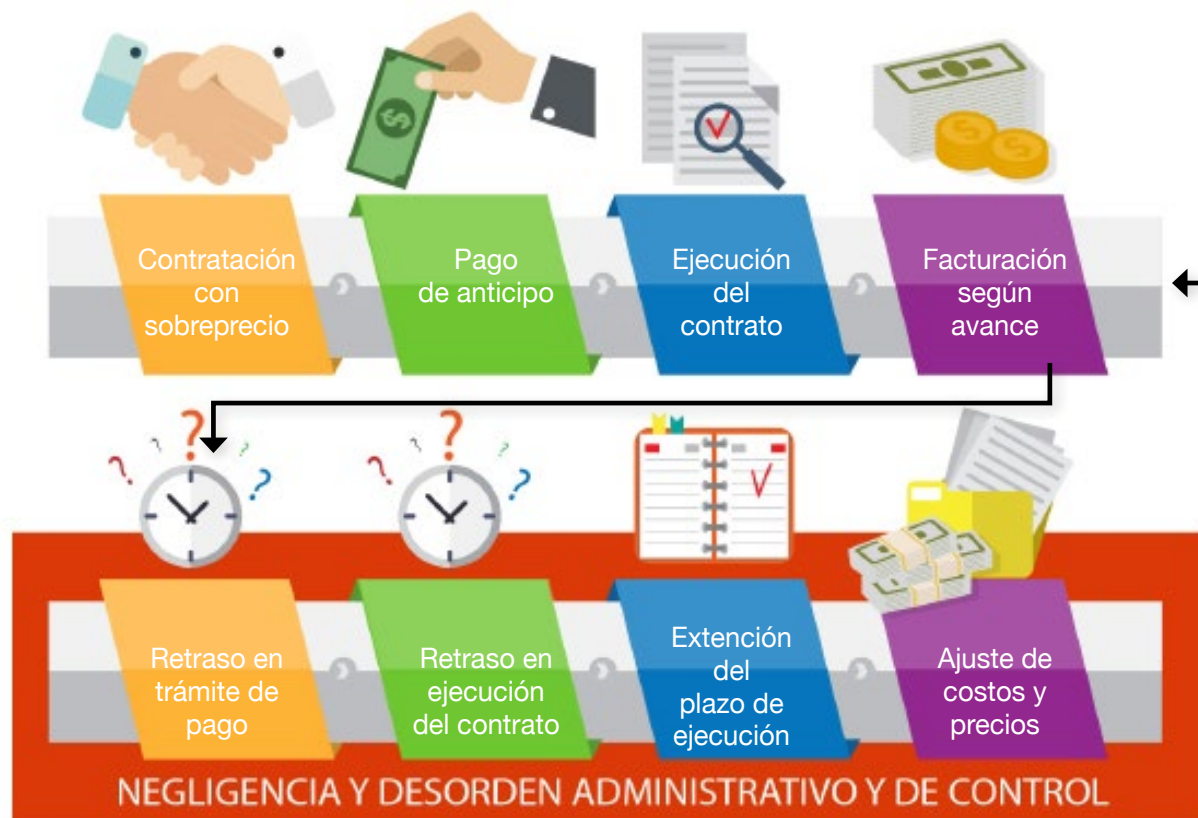 Contratación
con
sobreprecio
Pago
de anticipo
Ejecución
del
contrato
Facturación
según
avance
Retraso en
trámite de
pago
Retraso en
ejecución
del contrato
Extención
del
plazo de
ejecución
Ajuste de
costos y
precios
NEGLIGENCIA Y DESORDEN ADMINISTRATIVO Y DE CONTROL